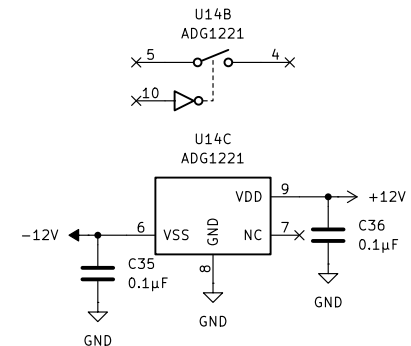 U14B
ADG1221
5 4
10
U14C
ADG1221
VDD 9 +12V
-12V 6 VSS GND NC 7 C36
0.1µF
8
C35
0.1µF
GND
GND
GND